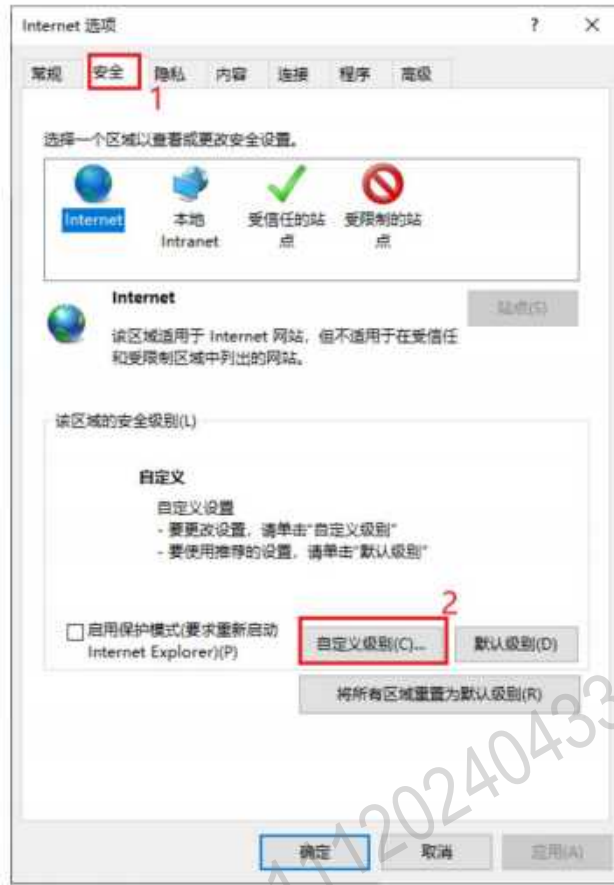 Internet 选项
? ×
常规 安全 隐私 内容 连接 程序 高级
1
选择一个区域以查看或更改安全设置。
Internet
本地
Intranet
受信任的站
点
受限制的站
点
Internet
站点(S)
该区域适用于 Internet 网站，但不适用于在受信任
和受限制区域中列出的网站。
该区域的安全级别(L)
自定义
自定义设置
- 要更改设置，请单击"自定义级别"
- 要使用推荐的设置，请单击"默认级别"
2
启用保护模式(要求重新启动
Internet Explorer)(P)
自定义级别(C)...
默认级别(D)
将所有区域重置为默认级别(R)
确定 取消 应用(A)